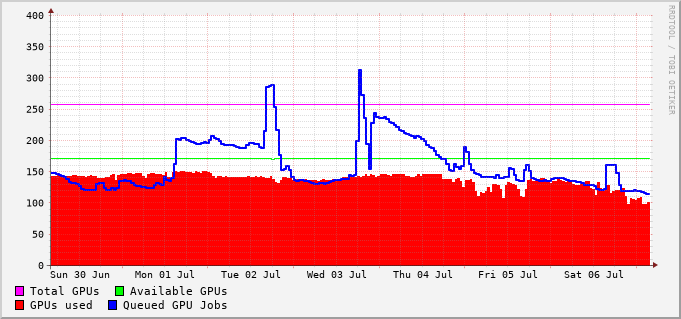 400
350
300
250
200
150
100
50
0
Sun 30 Jun Mon 01 Jul Tue 02 Jul Wed 03 Jul Thu 04 Jul Fri 05 Jul Sat 06 Jul
Total GPUs Available GPUs
GPUs used Queued GPU Jobs
RRDTOOL / TOBI OETIKER